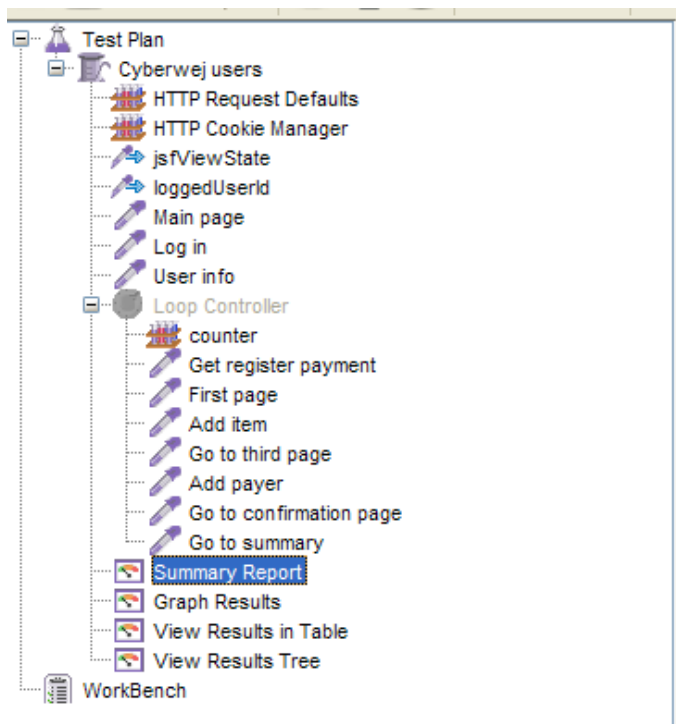 Test Plan
Cyberwej users
HTTP Request Defaults
HTTP Cookie Manager
jsfViewState
loggedUserId
Main page
Log in
User info
Loop Controller
counter
Get register payment
First page
Add item
Go to third page
Add payer
Go to confirmation page
Go to summary
Summary Report
Graph Results
View Results in Table
View Results Tree
WorkBench